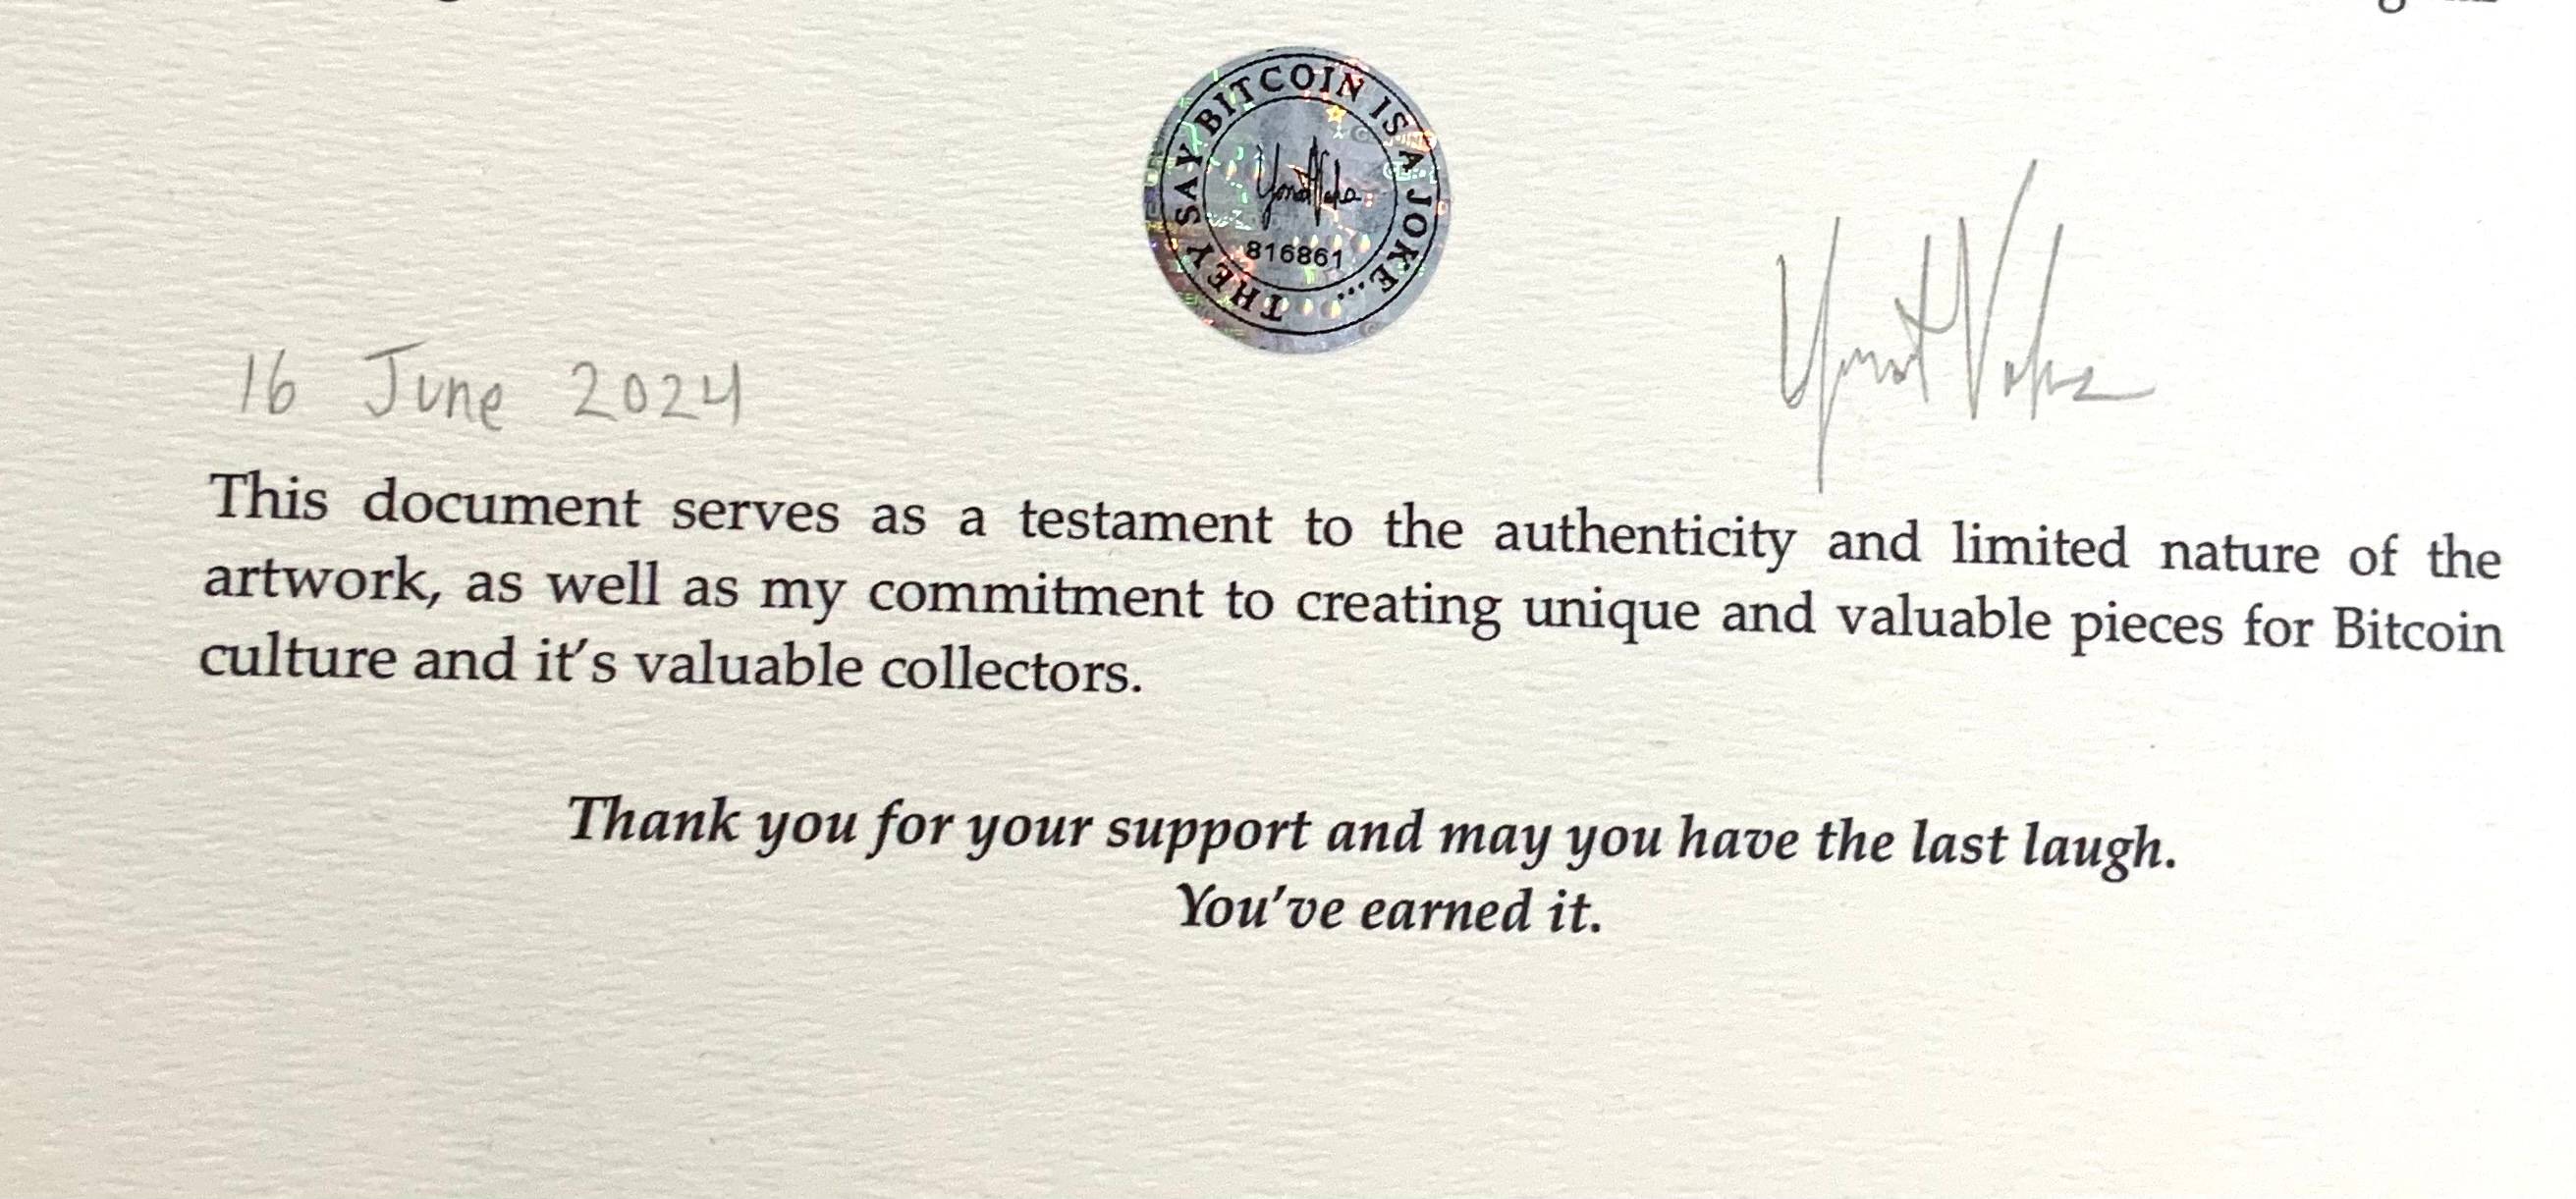 THEY SAY BITCOIN IS A JOKE....
816861
16 June 2024
This document serves as a testament to the authenticity and limited nature of the
artwork, as well as my commitment to creating unique and valuable pieces for Bitcoin
culture and it's valuable collectors.
Thank you for your support and may you have the last laugh.
You've earned it.